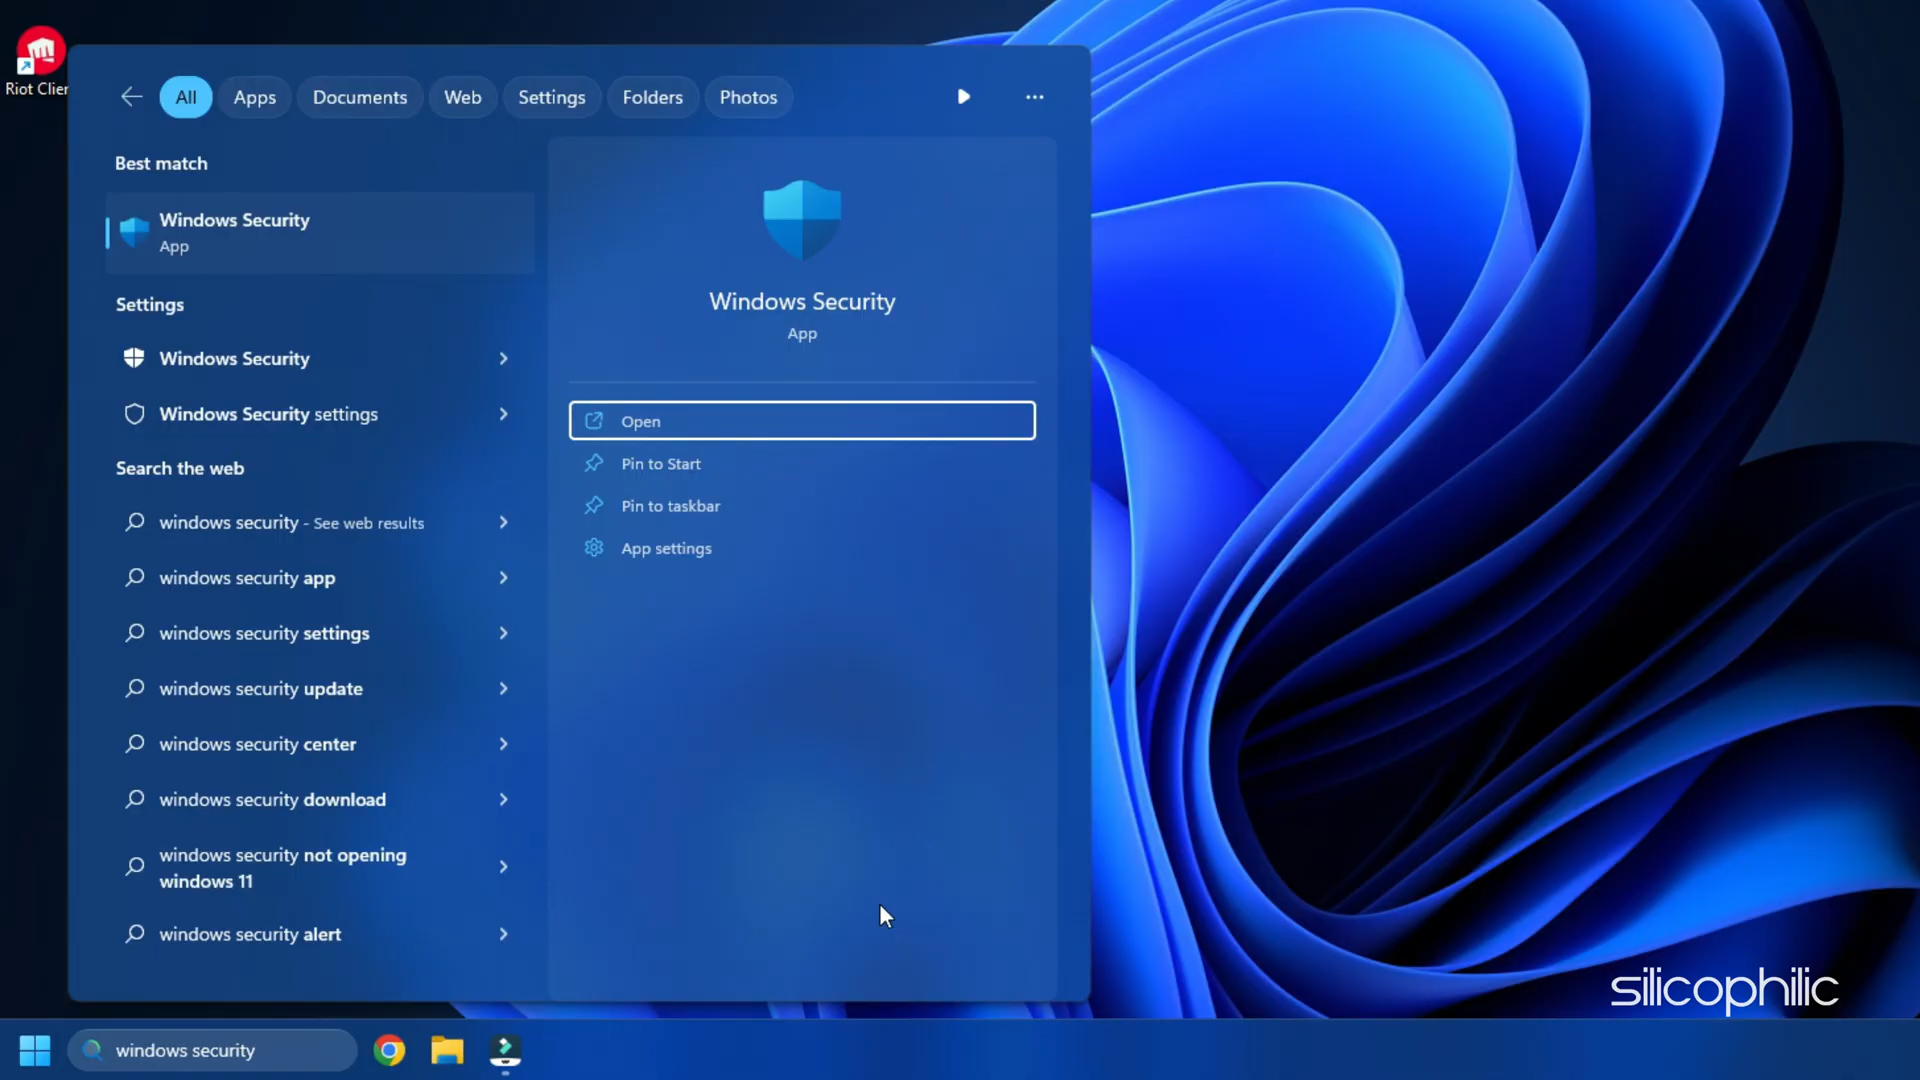 Riot Clien
All
Apps
Documents
Web
Settings
Folders
Photos
Best match
Windows Security
App
Settings
Windows Security
Windows Security settings
Search the web
windows security - See web results
windows security app
windows security settings
windows security update
windows security center
windows security download
windows security not opening
windows 11
windows security alert
Windows Security
App
Open
Pin to Start
Pin to taskbar
App settings
silicophilic
windows security